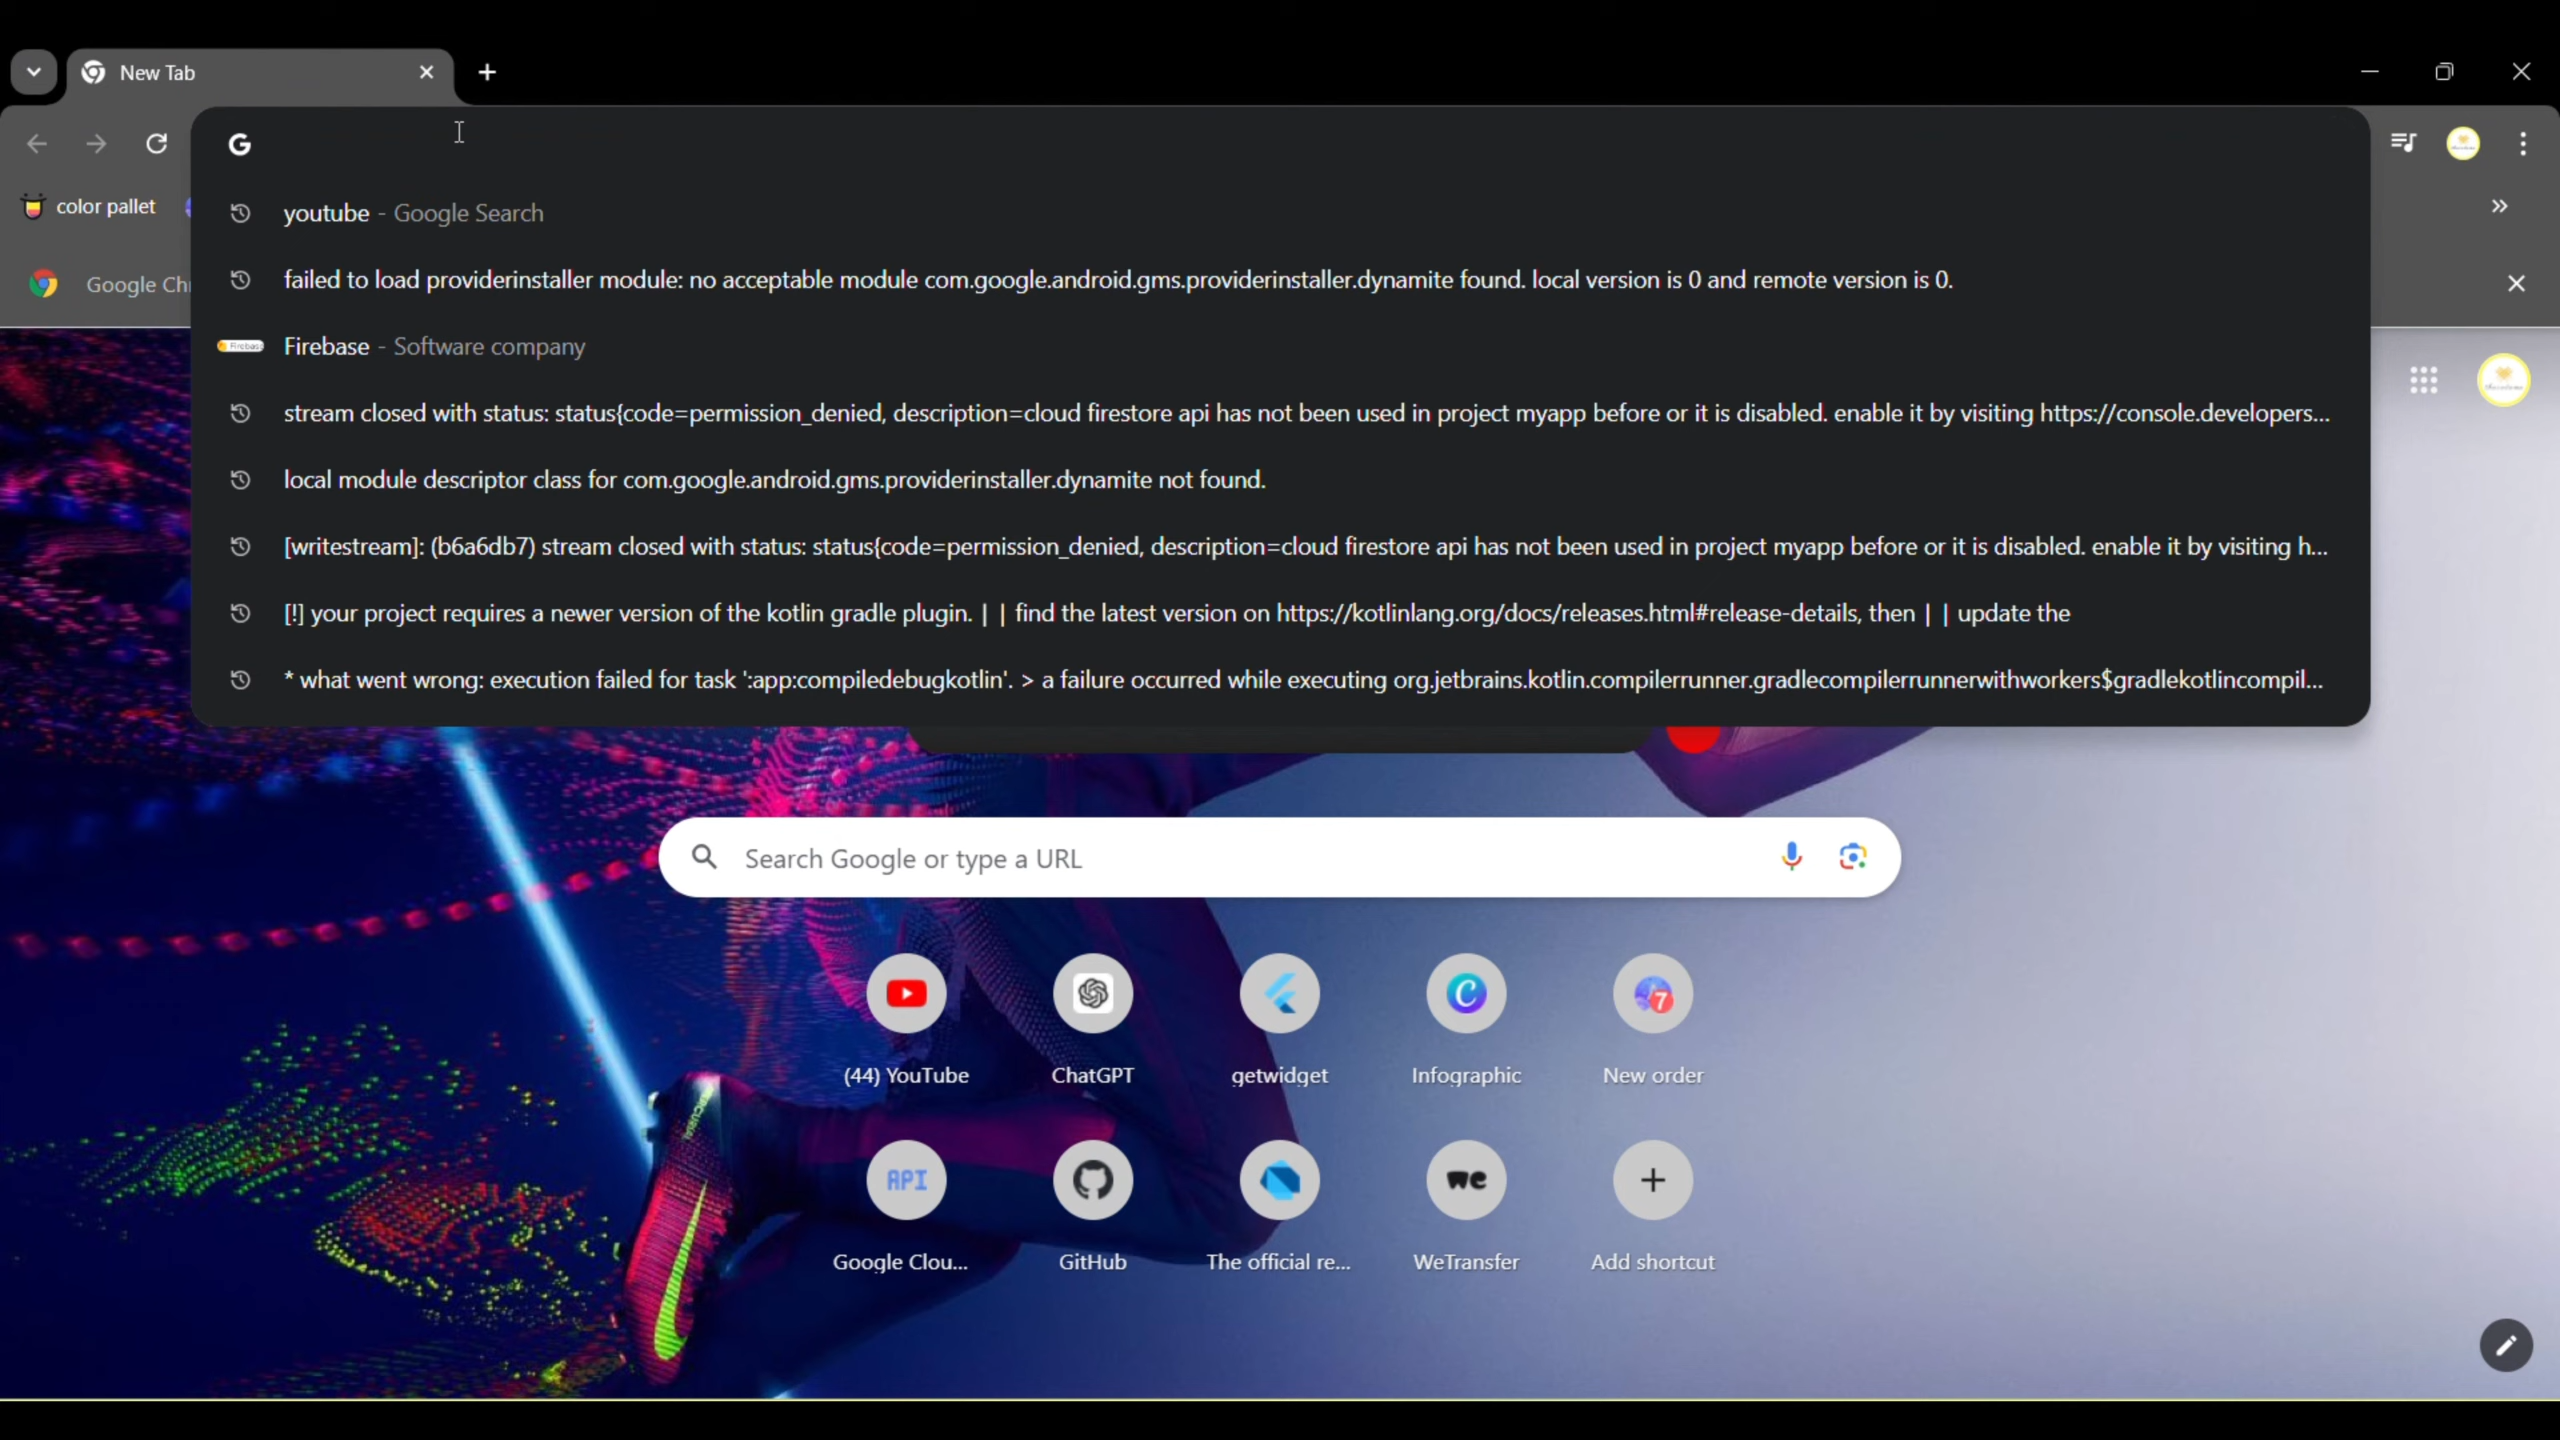 New Tab
color pallet
Google Ch
youtube - Google Search
failed to load providerinstaller module: no acceptable module com.google.android.gms.providerinstaller.dynamite found. local version is 0 and remote version is 0.
Firebase
Firebase - Software company
stream closed with status: status{code=permission_denied, description=cloud firestore api has not been used in project myapp before or it is disabled. enable it by visiting https://console.developers...
local module descriptor class for com.google.android.gms.providerinstaller.dynamite not found.
[writestream]: (b6a6db7) stream closed with status: status{code=permission_denied, description=cloud firestore api has not been used in project myapp before or it is disabled. enable it by visiting h...
[!] your project requires a newer version of the kotlin gradle plugin. | | find the latest version on https://kotlinlang.org/docs/releases.html#release-details, then | | update the
* what went wrong: execution failed for task ':app:compiledebugkotlin'. > a failure occurred while executing org.jetbrains.kotlin.compilerrunner.gradlecompilerrunnerwithworkers$gradlekotlincompil...
Search Google or type a URL
(44) YouTube
ChatGPT
getwidget
Infographic
7
New order
API
Google Clou...
GitHub
The official re...
we
WeTransfer
Add shortcut